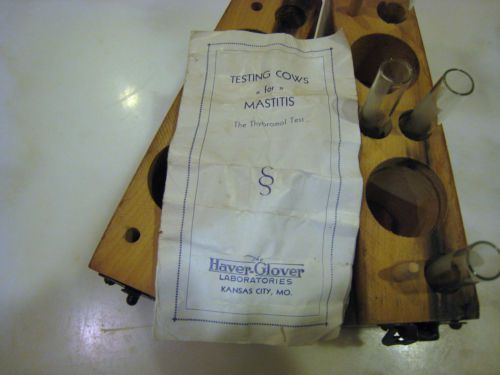 TESTING COWS
" for "
MASTITIS
The Thybromol Test
§
The
Haver-Glover
LABORATORIES
KANSAS CITY, MO.